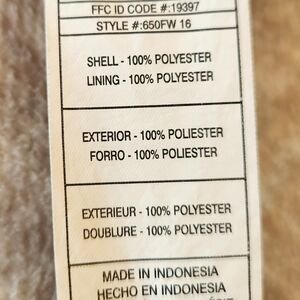 FFC ID CODE #:19397
STYLE #:650FW 16
SHELL - 100% POLYESTER
LINING - 100% POLYESTER
EXTERIOR - 100% POLIESTER
FORRO - 100% POLIESTER
EXTERIEUR - 100% POLYESTER
DOUBLURE - 100% POLYESTER
MADE IN INDONESIA
HECHO EN INDONESIA